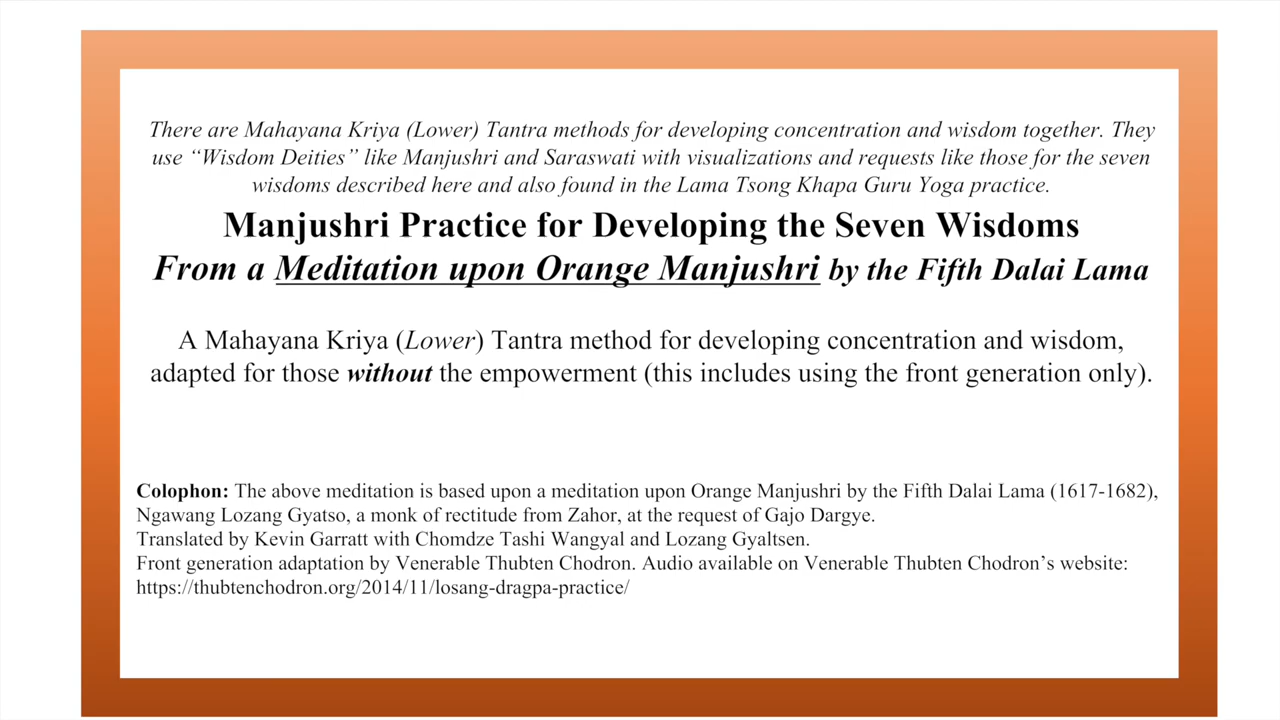 There are Mahayana Kriya (Lower) Tantra methods for developing concentration and wisdom together. They
use “Wisdom Deities” like Manjushri and Saraswati with visualizations and requests like those for the seven
wisdoms described here and also found in the Lama Tsong Khapa Guru Yoga practice.
Manjushri Practice for Developing the Seven Wisdoms
From a Meditation upon Orange Manjushri by the Fifth Dalai Lama
A Mahayana Kriya (Lower) Tantra method for developing concentration and wisdom,
adapted for those without the empowerment (this includes using the front generation only).
Colophon: The above meditation is based upon a meditation upon Orange Manjushri by the Fifth Dalai Lama (1617-1682),
Ngawang Lozang Gyatso, a monk of rectitude from Zahor, at the request of Gajo Dargye.
Translated by Kevin Garratt with Chomdze Tashi Wangyal and Lozang Gyaltsen.
Front generation adaptation by Venerable Thubten Chodron. Audio available on Venerable Thubten Chodron’s website:
https://thubtenchodron.org/2014/11/losang-dragpa-practice/